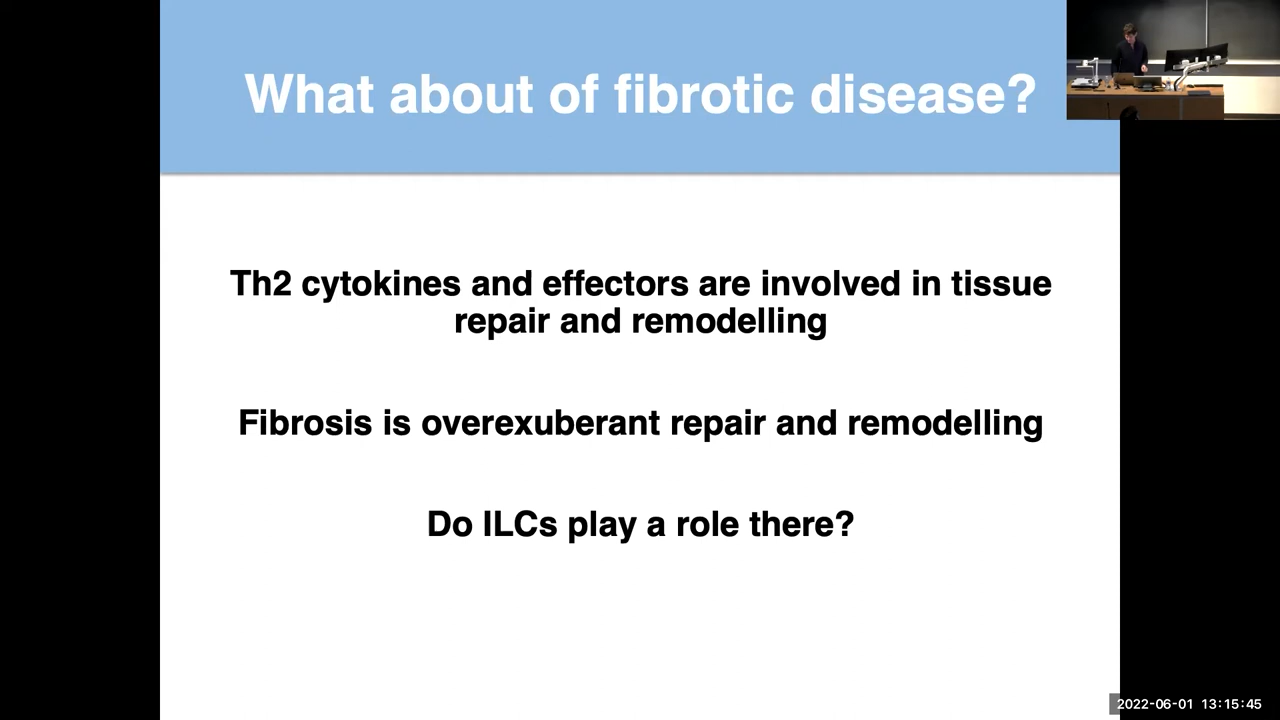 What about of fibrotic disease?
Th2 cytokines and effectors are involved in tissue
repair and remodelling
Fibrosis is overexuberant repair and remodelling
Do ILCs play a role there?
2022-06-01 13:15:45